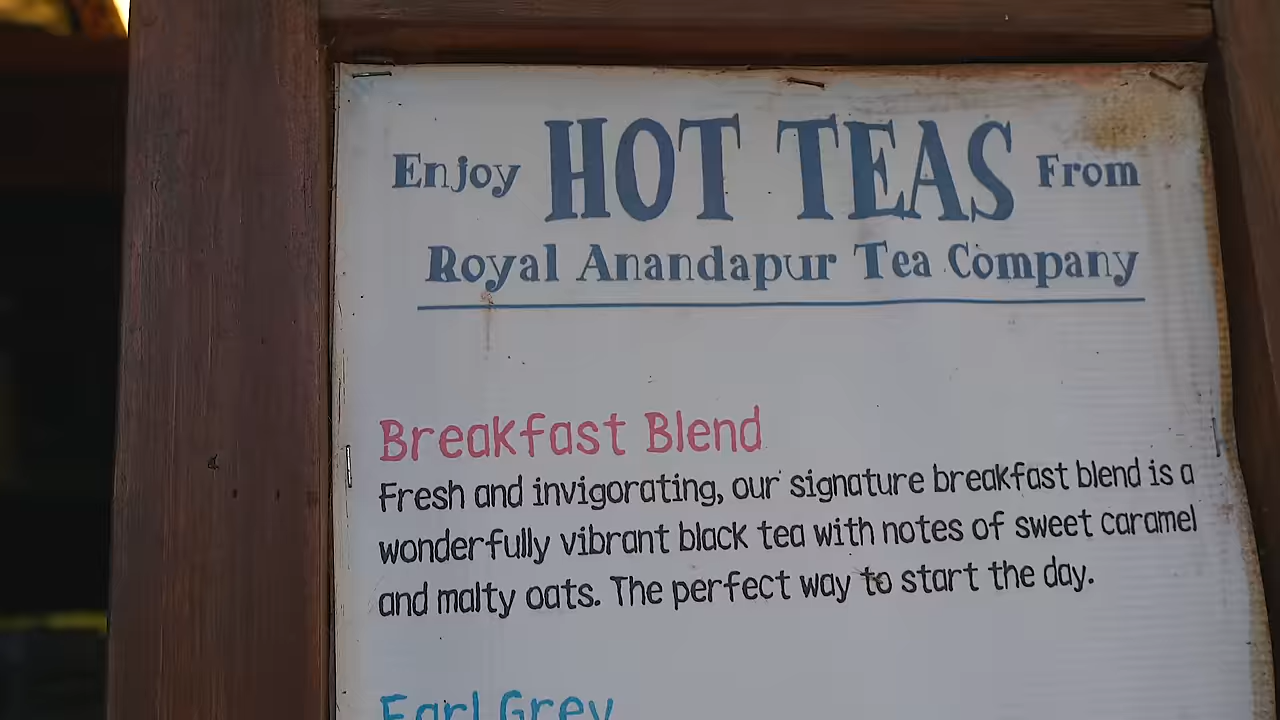 Enjoy HOT TEAS From
Royal Anandapur Tea Company
Breakfast Blend
Fresh and invigorating, our signature breakfast blend is a
wonderfully vibrant black tea with notes of sweet caramel
and malty oats. The perfect way to start the day.
Earl Grey